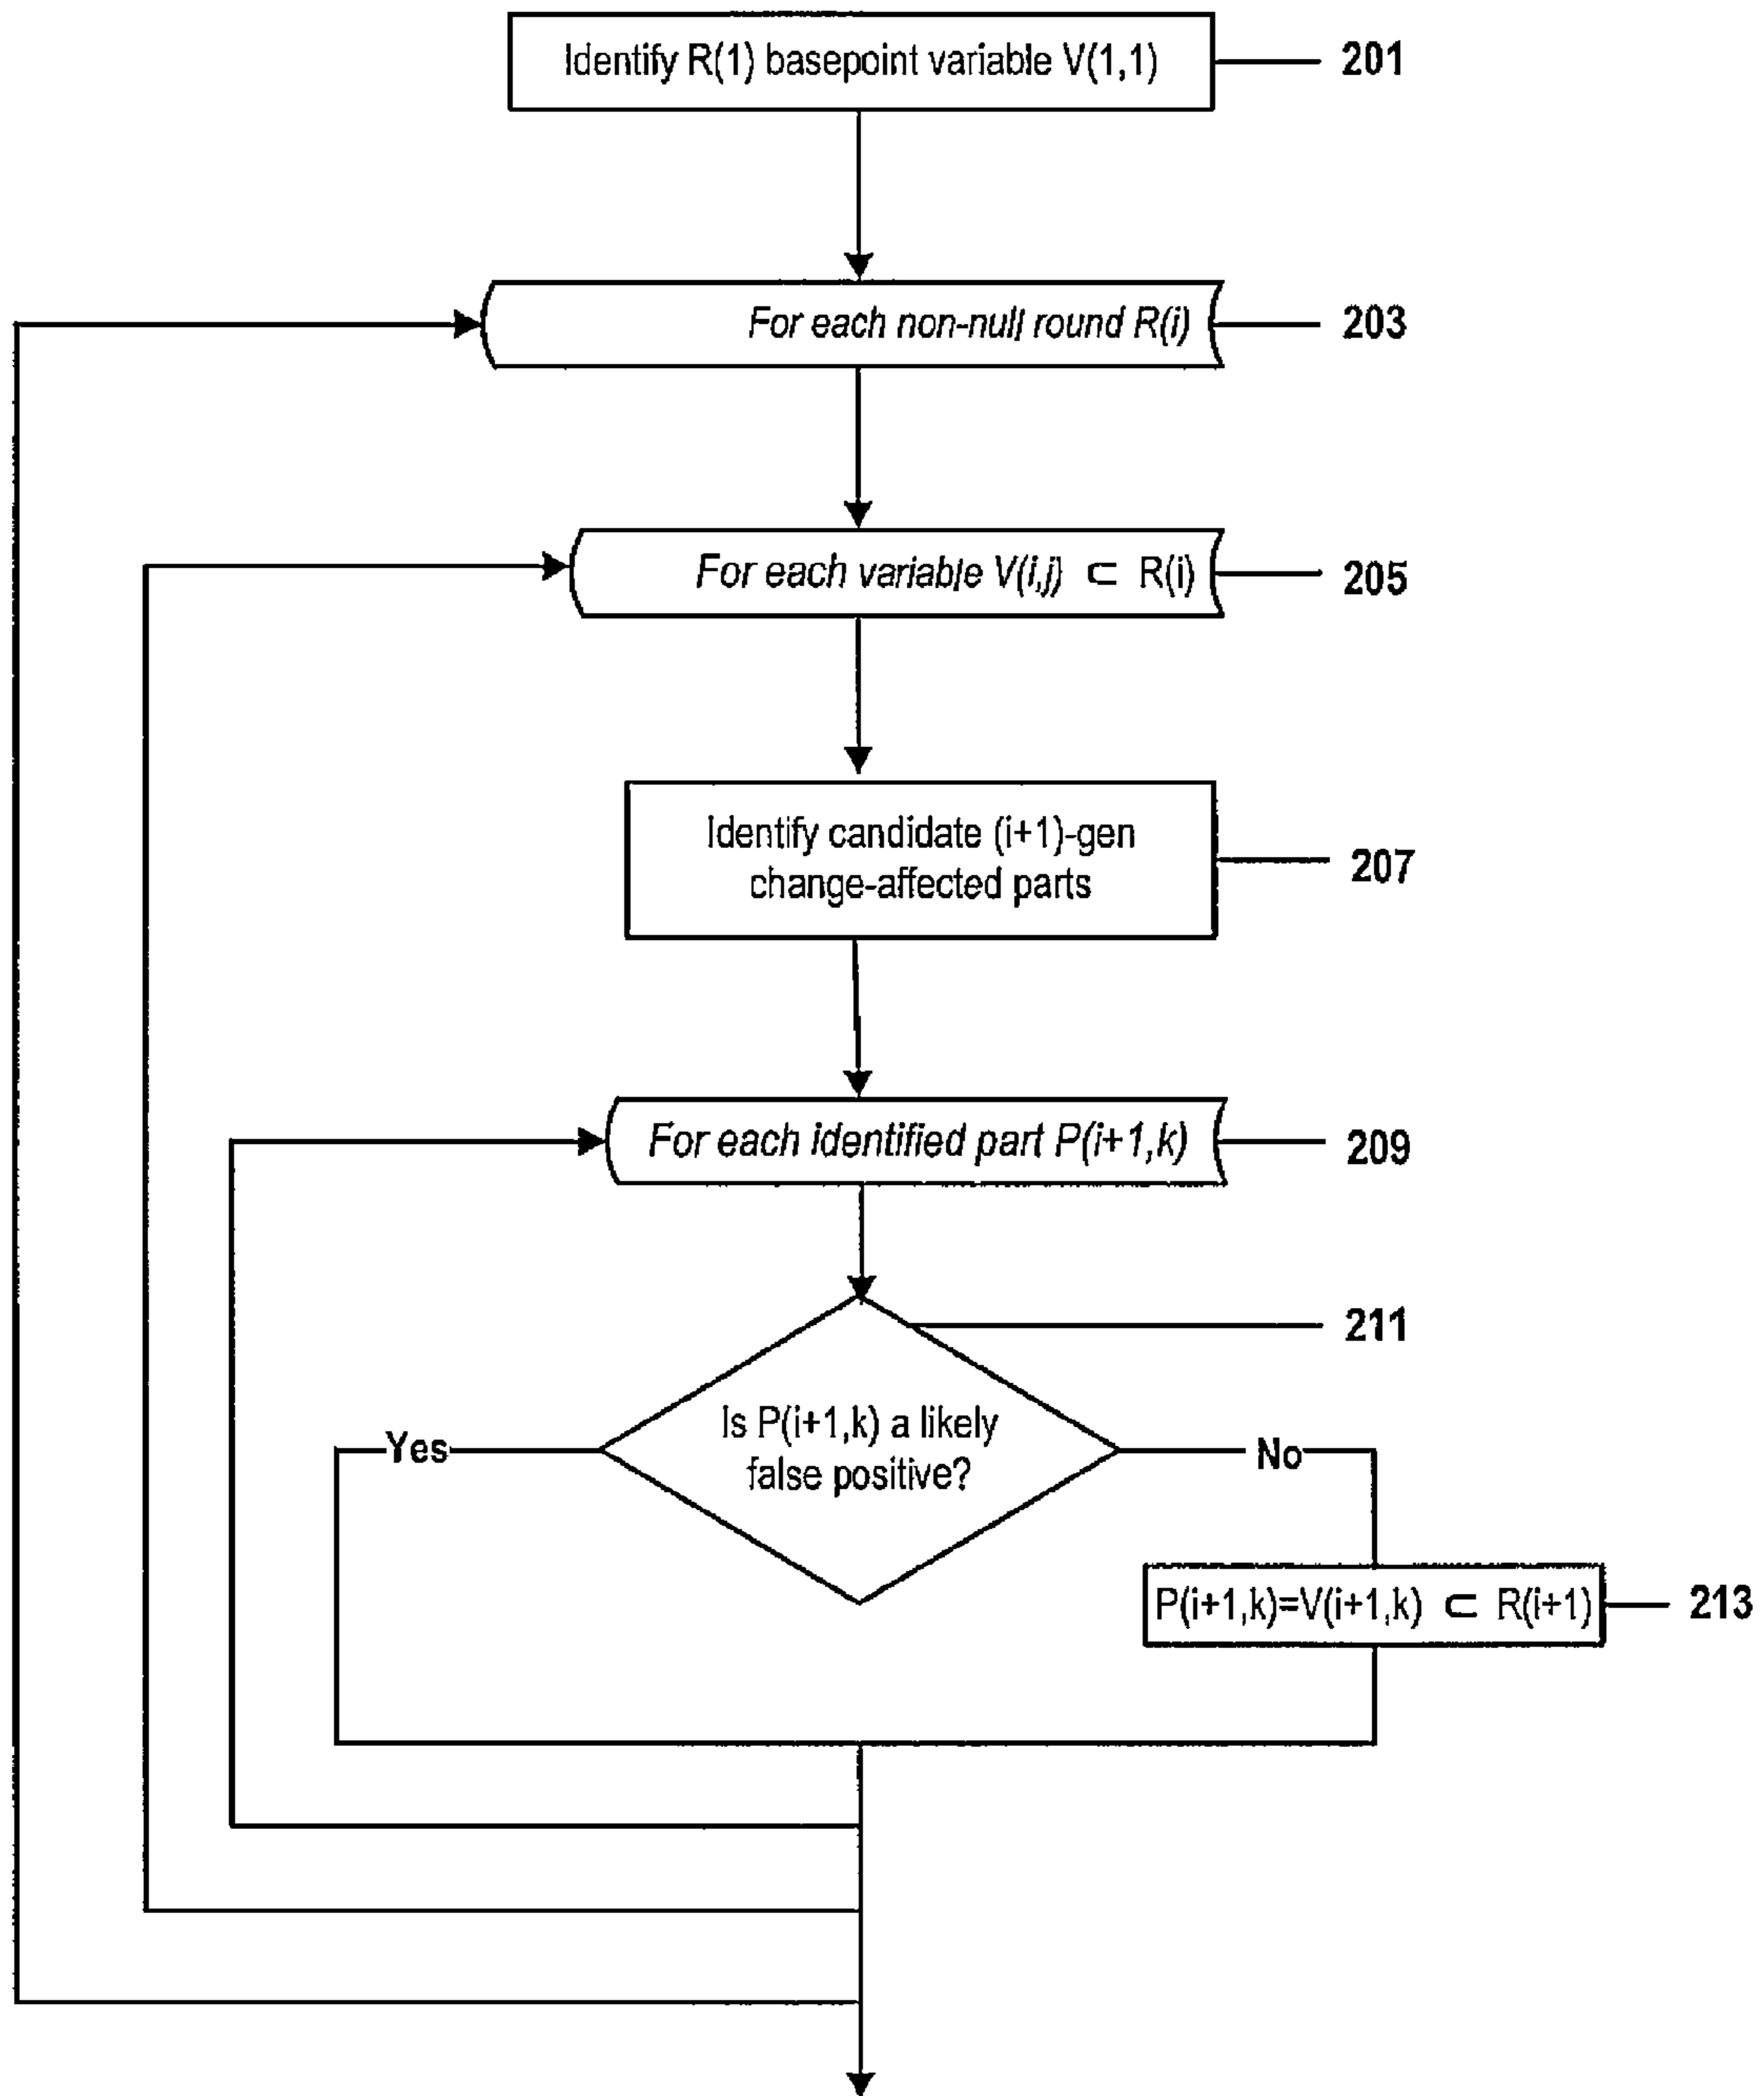 Identify R(1) basepoint variable V(1,1)
201
For each non-null round R(i)
203
For each variable V(i,j) ⊂ R(i)
205
Identify candidate (i+1)-gen
change-affected parts
207
For each identified part P(i+1,k)
209
211
Is P(i+1,k) a likely
false positive?
Yes
No
P(i+1,k)=V(i+1,k) ⊂ R(i+1)
213